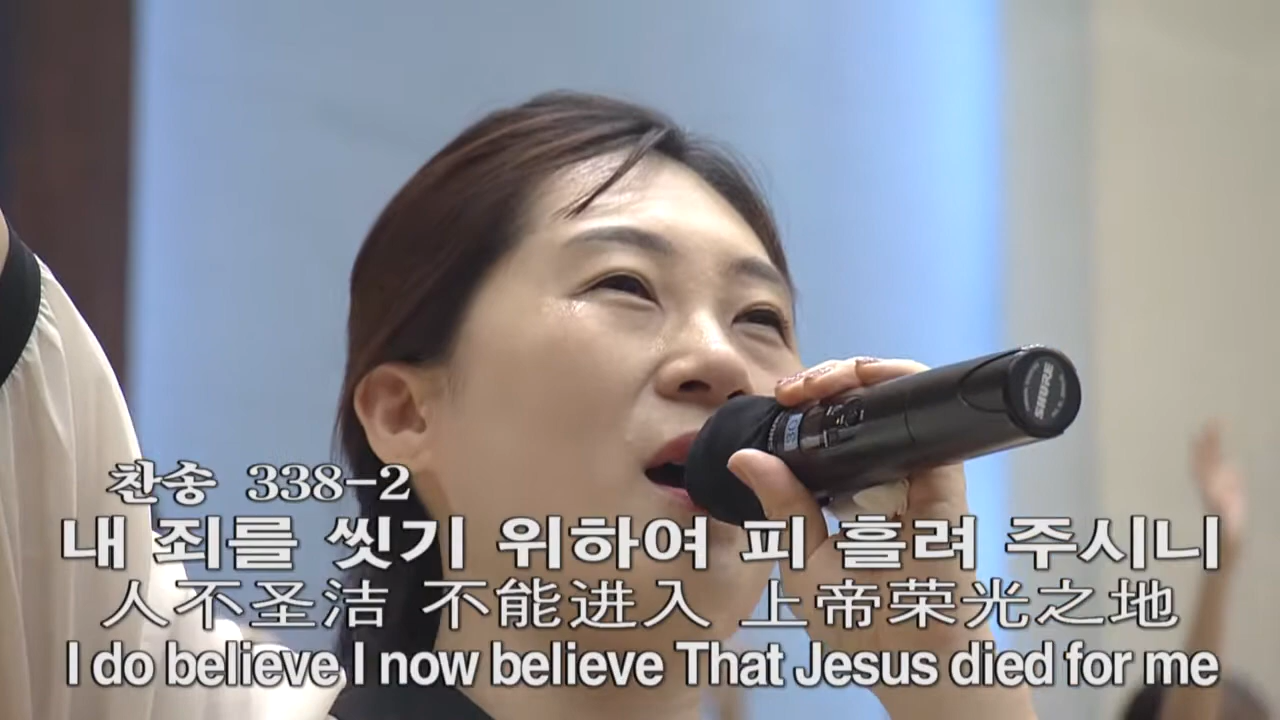 SHURE
30
찬송 338-2
내 죄를 씻기 위하여 피 흘려 주시니
人不圣洁 不能进入 上帝荣光之地
I do believe I now believe That Jesus died for me